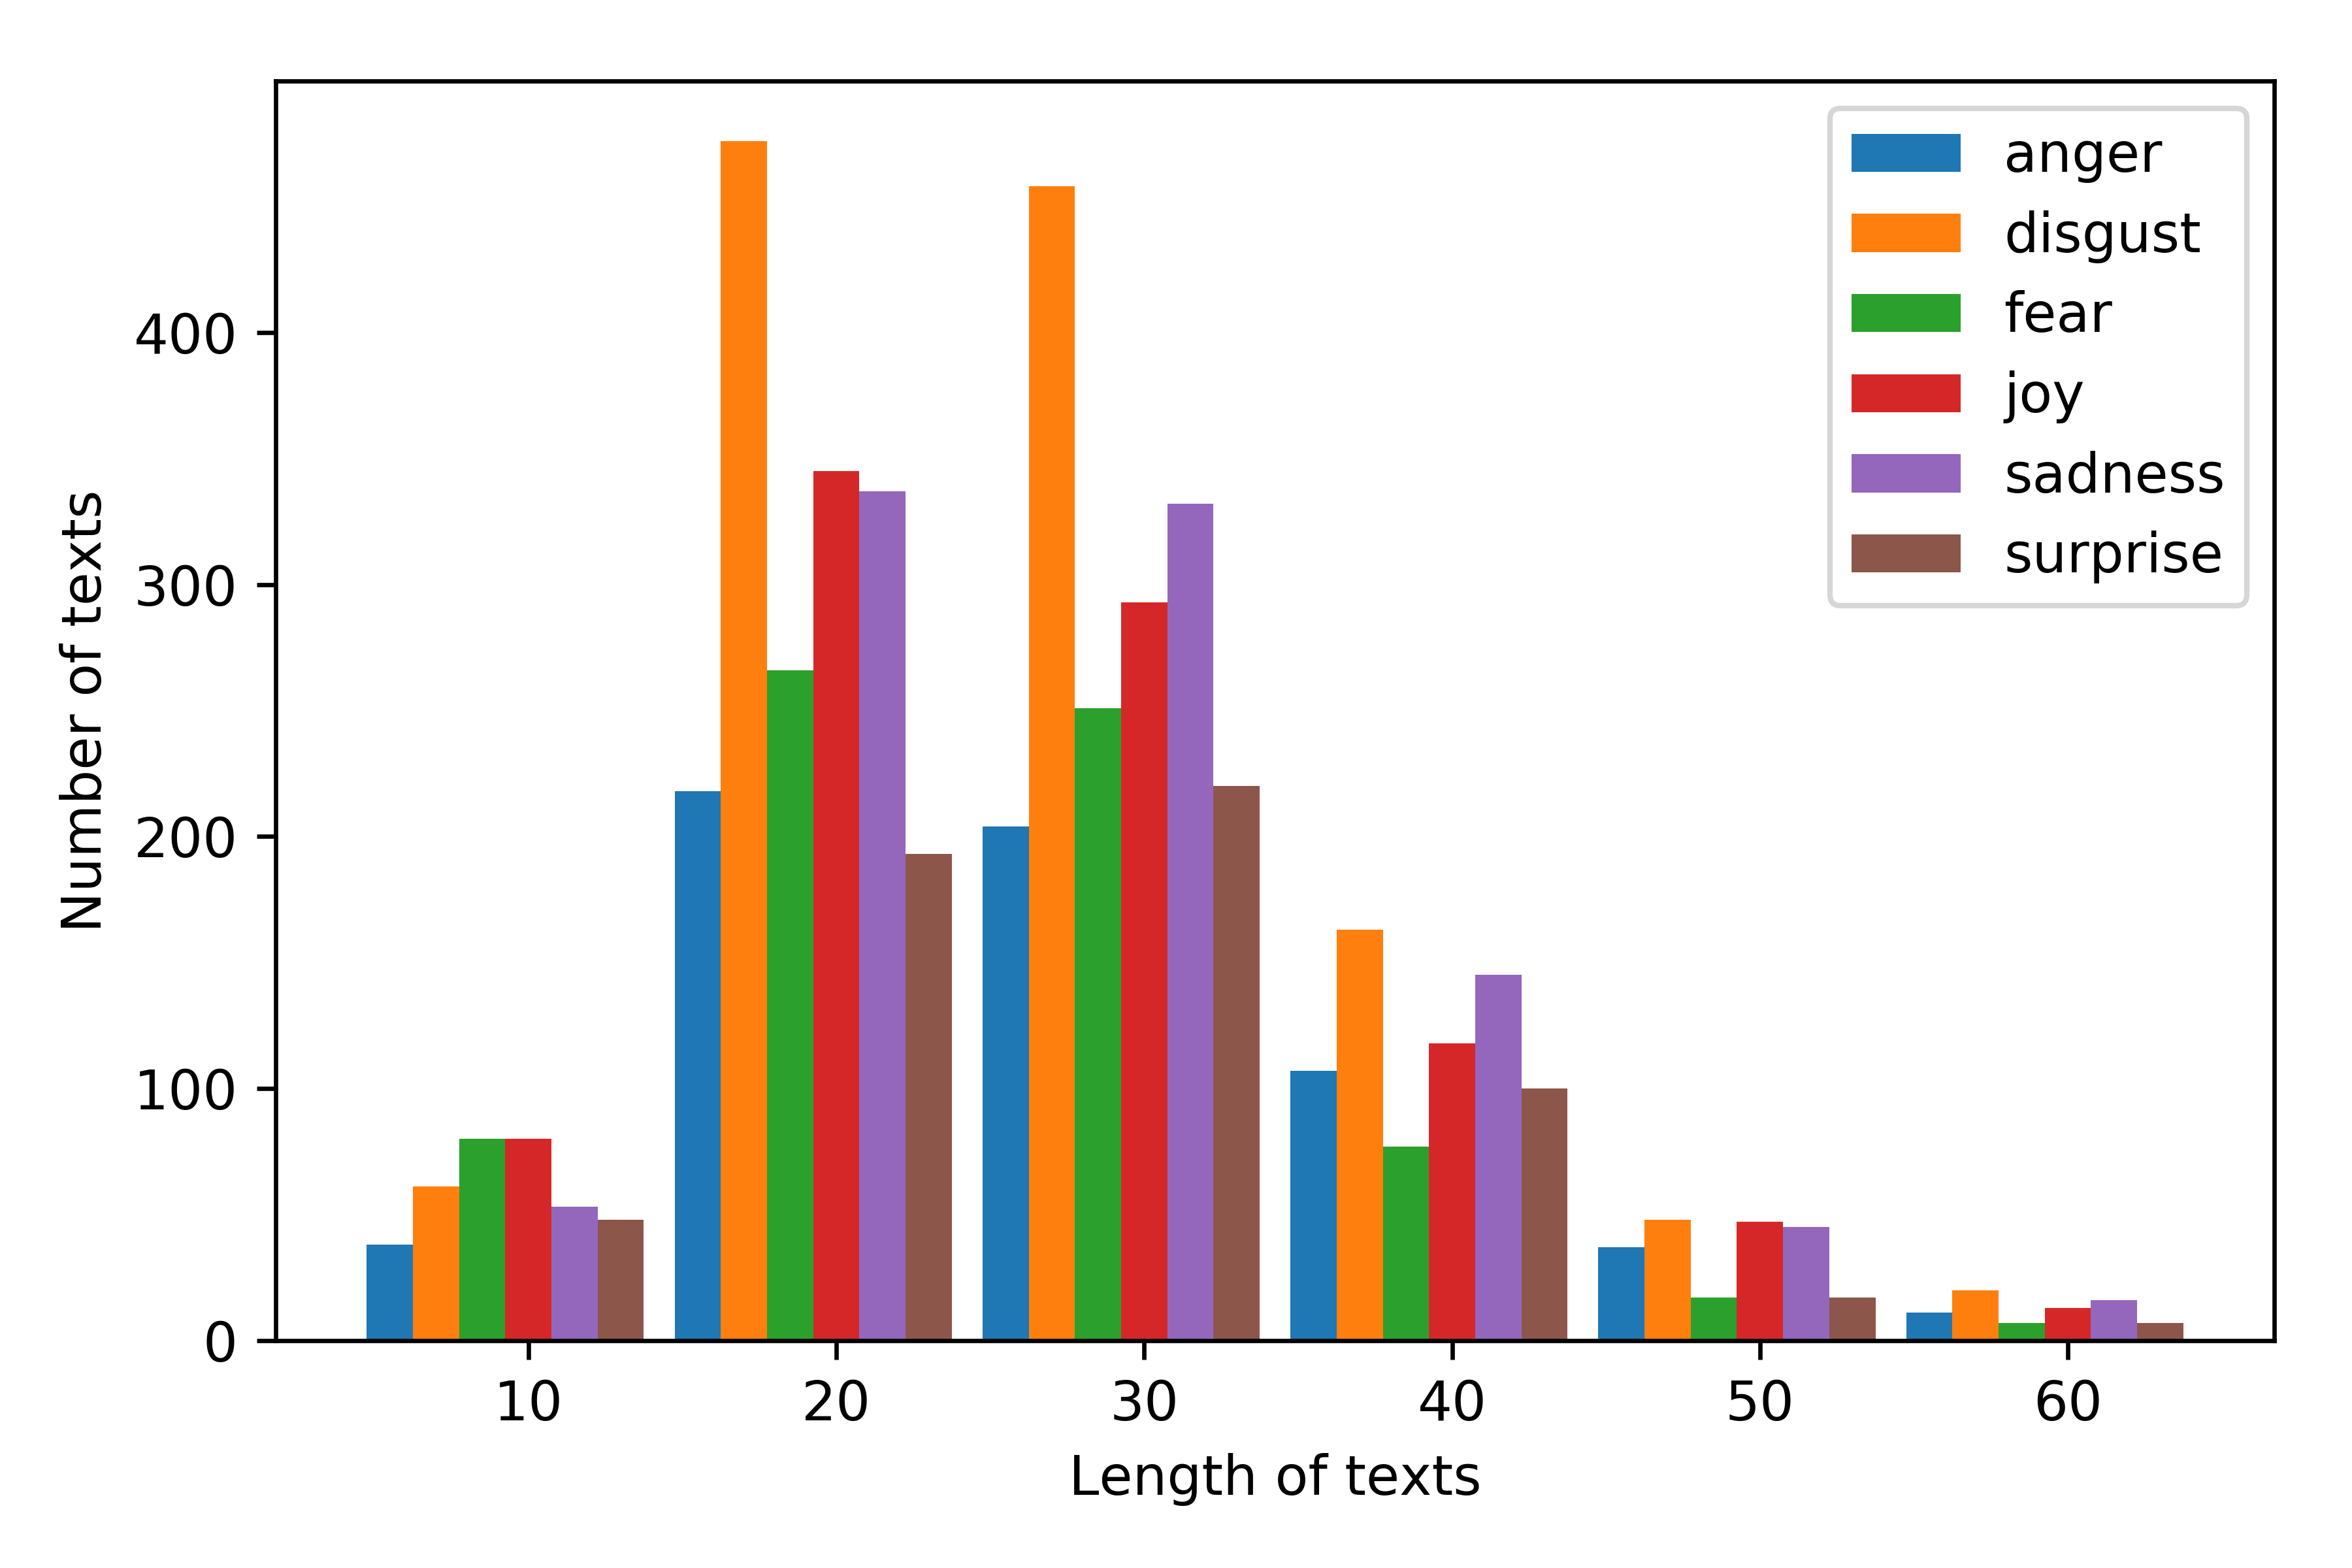 anger
disgust
fear
joy
sadness
surprise
Number of texts
400
300
200
100
0
10 20 30 40 50 60
Length of texts